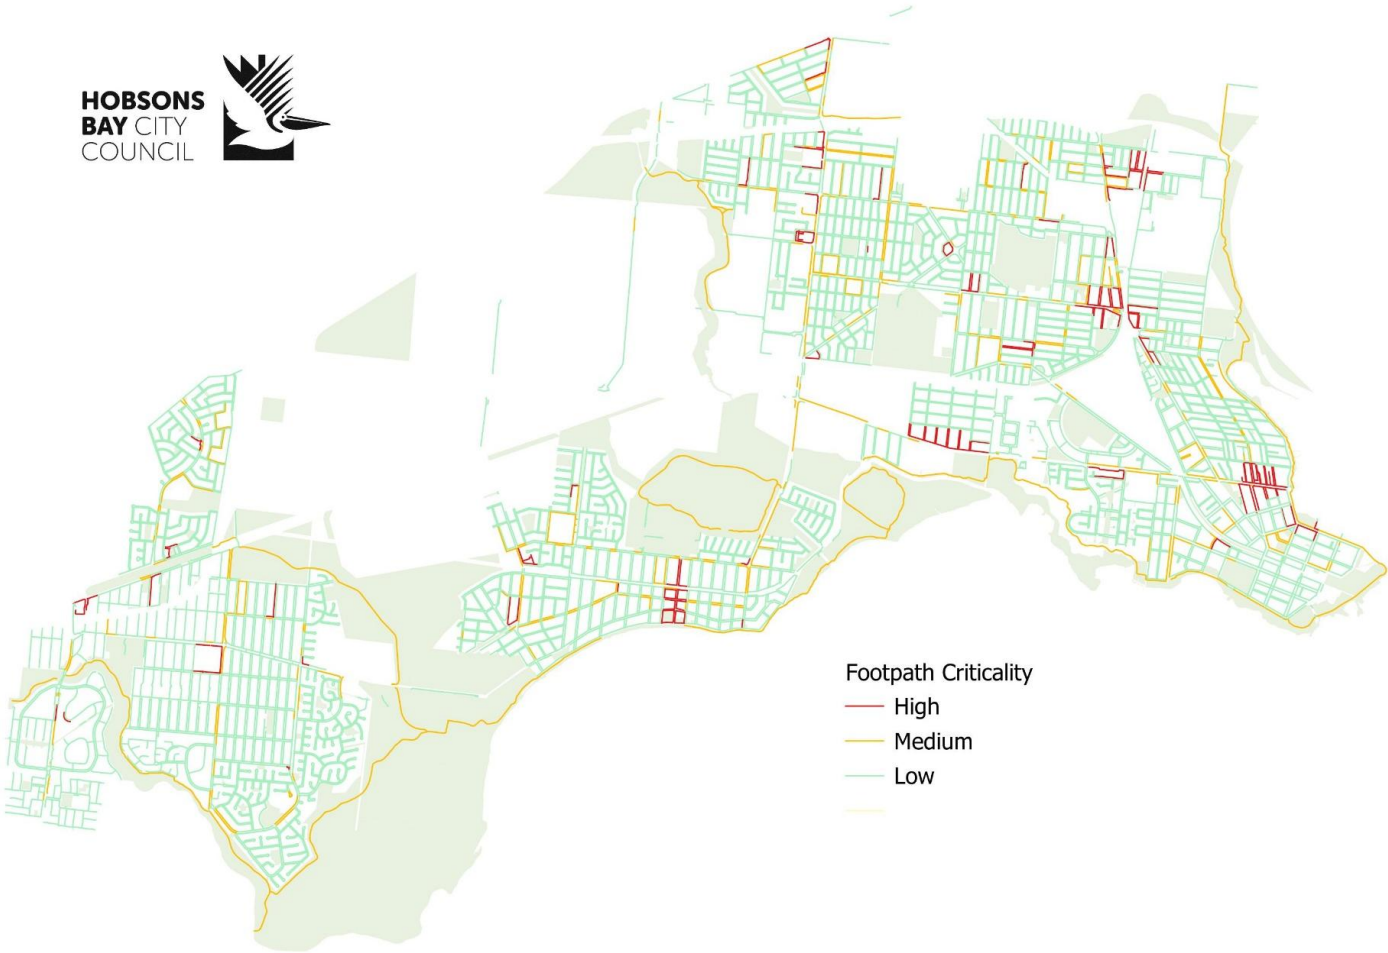 HOBSONS
BAY CITY
COUNCIL
Footpath Criticality
High
Medium
Low